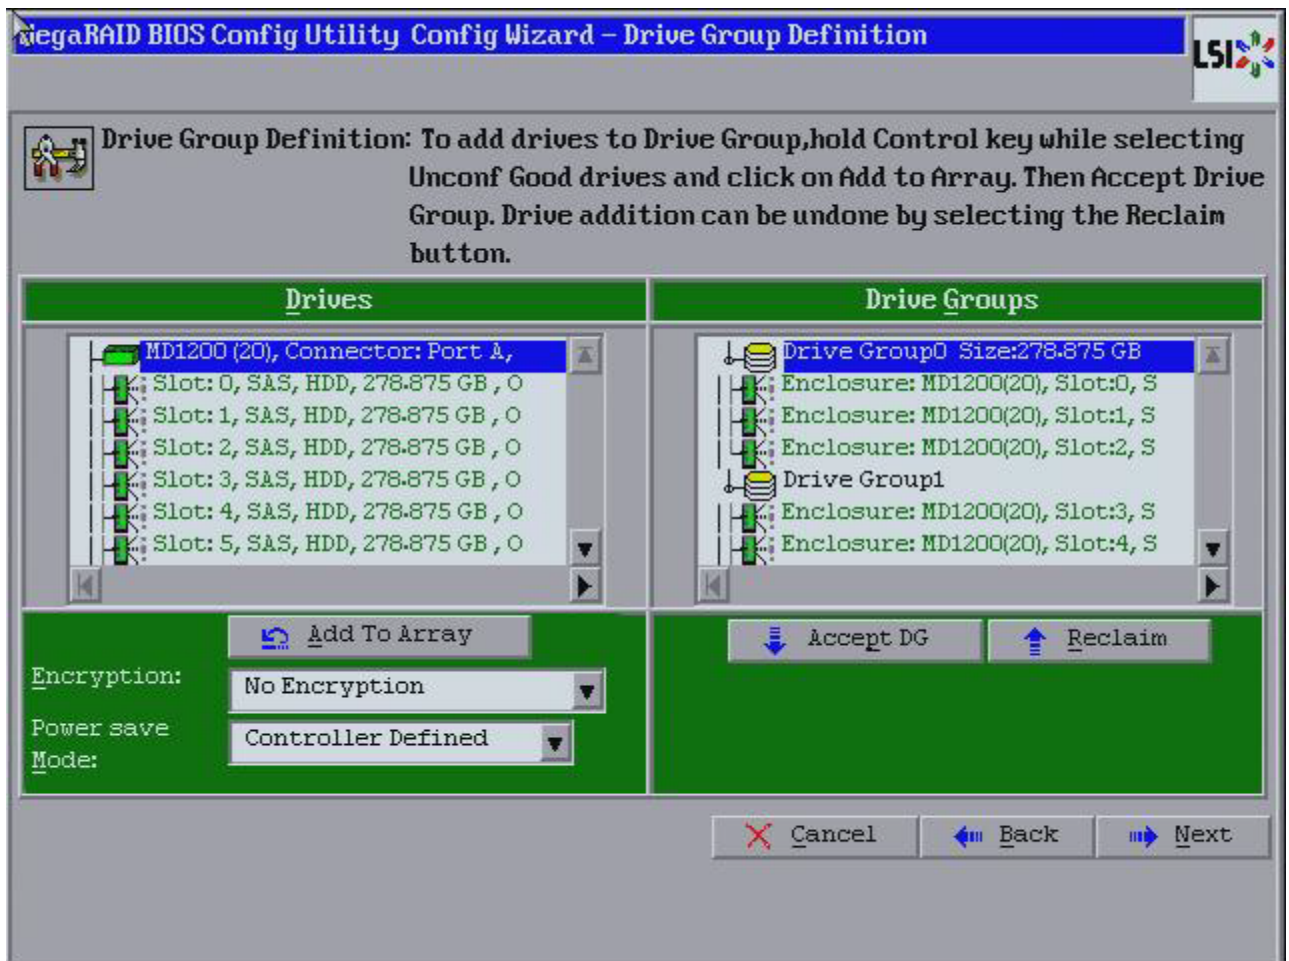 MegaRAID BIOS Config Utility Config Wizard – Drive Group Definition
LSI
Drive Group Definition: To add drives to Drive Group,hold Control key while selecting
Unconf Good drives and click on Add to Array. Then Accept Drive
Group. Drive addition can be undone by selecting the Reclaim
button.
Drives
MD1200 (20), Connector: Port A,
Slot: 0, SAS, HDD, 278.875 GB , O
Slot: 1, SAS, HDD, 278.875 GB , O
Slot: 2, SAS, HDD, 278.875 GB , O
Slot: 3, SAS, HDD, 278.875 GB , O
Slot: 4, SAS, HDD, 278.875 GB , O
Slot: 5, SAS, HDD, 278.875 GB , O
Add To Array
Encryption:
No Encryption
Power save
Mode:
Controller Defined
Drive Groups
Drive Group0 Size:278.875 GB
Enclosure: MD1200(20), Slot:0, S
Enclosure: MD1200(20), Slot:1, S
Enclosure: MD1200(20), Slot:2, S
Drive Group1
Enclosure: MD1200(20), Slot:3, S
Enclosure: MD1200(20), Slot:4, S
Accept DG
Reclaim
Cancel
Back
Next